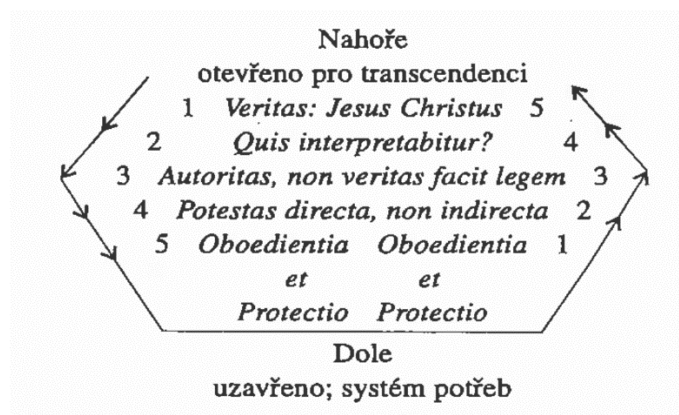 Nahoře
otevřeno pro transcendenci
1 Veritas: Jesus Christus 5
2 Quis interpretabitur? 4
3 Autoritas, non veritas facit legem 3
4 Potestas directa, non indirecta 2
5 Oboedientia Oboedientia 1
et et
Protectio Protectio
Dole
uzavřeno; systém potřeb